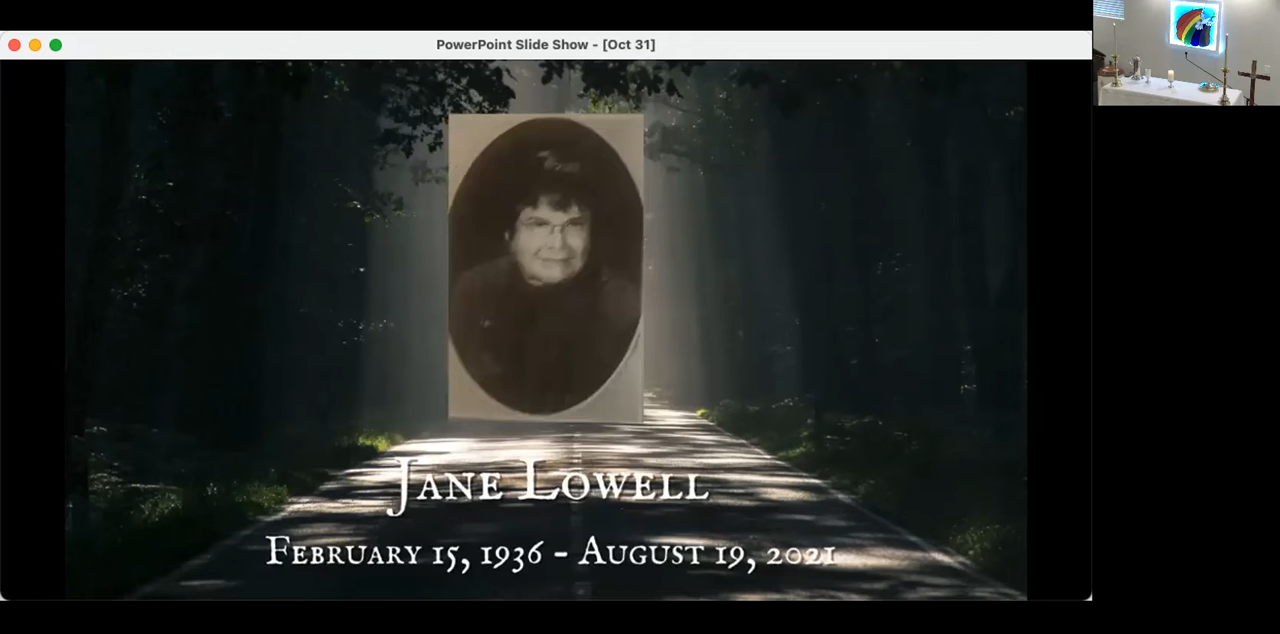 PowerPoint Slide Show - [Oct 31]
Jane Lowell
February 15, 1936 - August 19, 2021